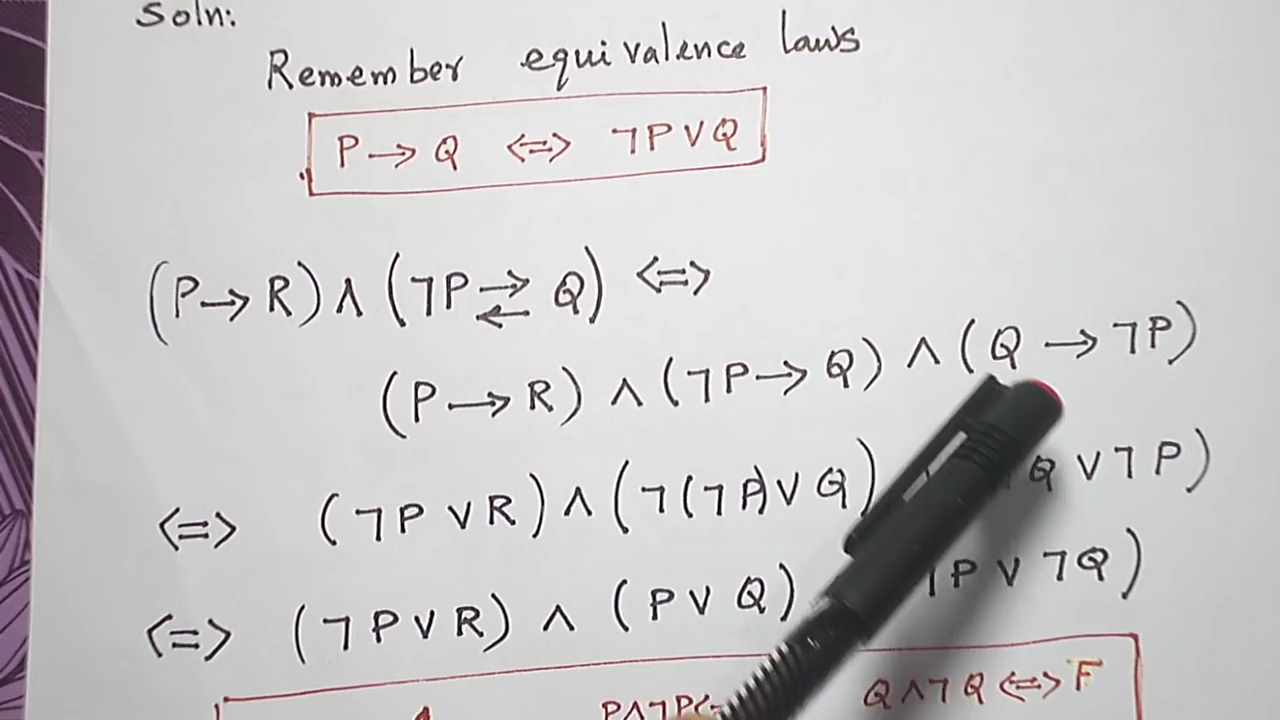 Soln:
Remember equivalence laws
P → Q <=> ¬P ∨ Q
(P → R) ∧ (¬P ⇄ Q) <=>
(P → R) ∧ (¬P → Q) ∧ (Q → ¬P)
<=> (¬P ∨ R) ∧ (¬(¬P) ∨ Q) Q ∨ ¬P)
<=> (¬P ∨ R) ∧ (P ∨ Q) P ∨ ¬Q)
P∧¬P Q∧¬Q <=> F